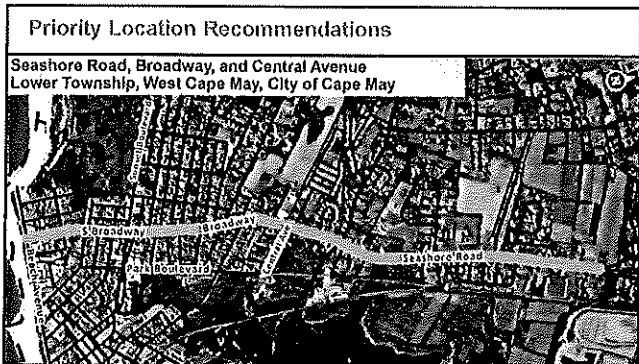 Priority Location Recommendations
Seashore Road, Broadway, and Central Avenue
Lower Township, West Cape May, City of Cape May
S Broadway
Broadway
Park Boulevard
Seashore Road